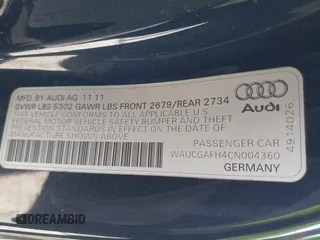 MFD. BY AUDI AG 11 11
GVWR LBS 5302 GAWR LBS FRONT 2679/REAR 2734
THIS VEHICLE CONFORMS TO ALL APPLICABLE U.S.
FEDERAL MOTOR VEHICLE SAFETY BUMPER AND THEFT
PREVENTION STANDARDS IN EFFECT ON THE
DATE OF MANUFACTURE SHOWN ABOVE.
Audi
4914026
PASSENGER CAR
WAUCGAFH4CN004360
GERMANY
DREAMBID